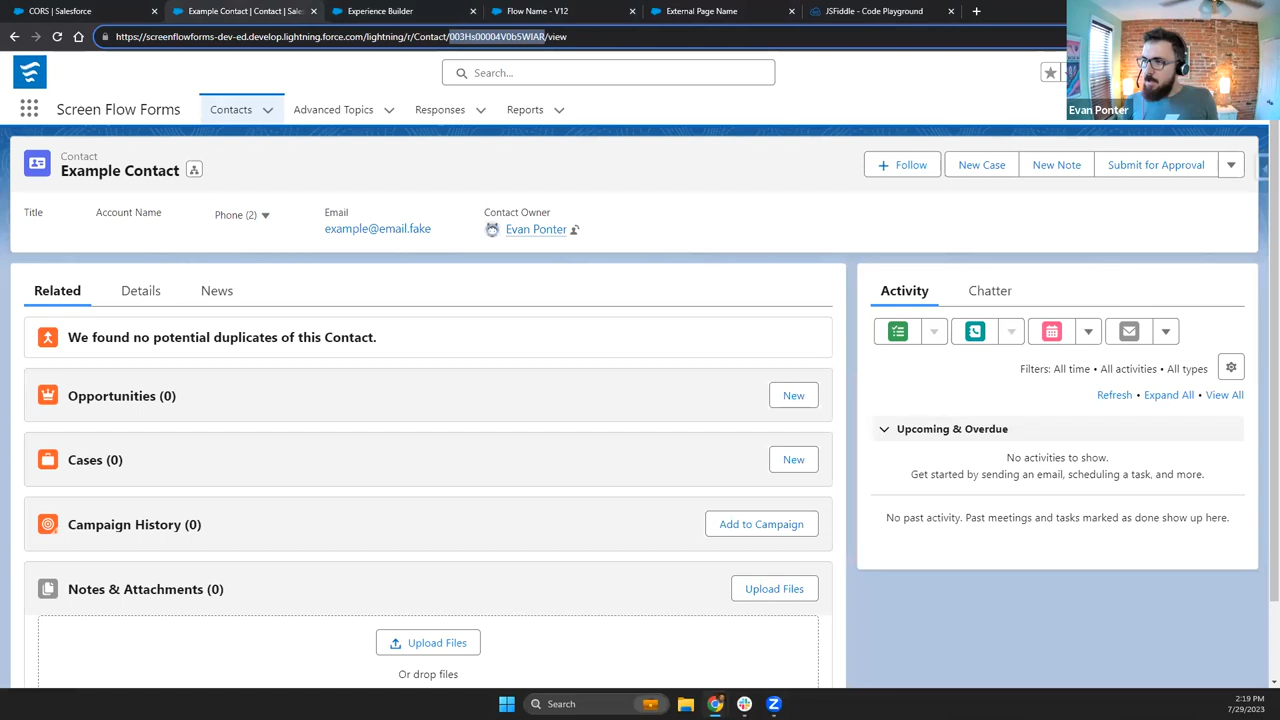 CORS | Salesforce
Example Contact | Contact | Sales
Experience Builder
Flow Name - V12
External Page Name
JSFiddle - Code Playground
https://screenflowforms-dev-ed.develop.lightning.force.com/lightning/r/Contact/003Hs00004V0b5WIAR/view
Search...
Evan Ponter
Screen Flow Forms
Contacts
Advanced Topics
Responses
Reports
Contact
Example Contact
Follow
New Case
New Note
Submit for Approval
Title
Account Name
Phone (2)
Email
example@email.fake
Contact Owner
Evan Ponter
Related
Details
News
We found no potential duplicates of this Contact.
Opportunities (0)
New
Cases (0)
New
Campaign History (0)
Add to Campaign
Notes & Attachments (0)
Upload Files
Upload Files
Or drop files
Activity
Chatter
Filters: All time • All activities • All types
Refresh • Expand All • View All
Upcoming & Overdue
No activities to show.
Get started by sending an email, scheduling a task, and more.
No past activity. Past meetings and tasks marked as done show up here.
Search
2:19 PM
7/29/2023